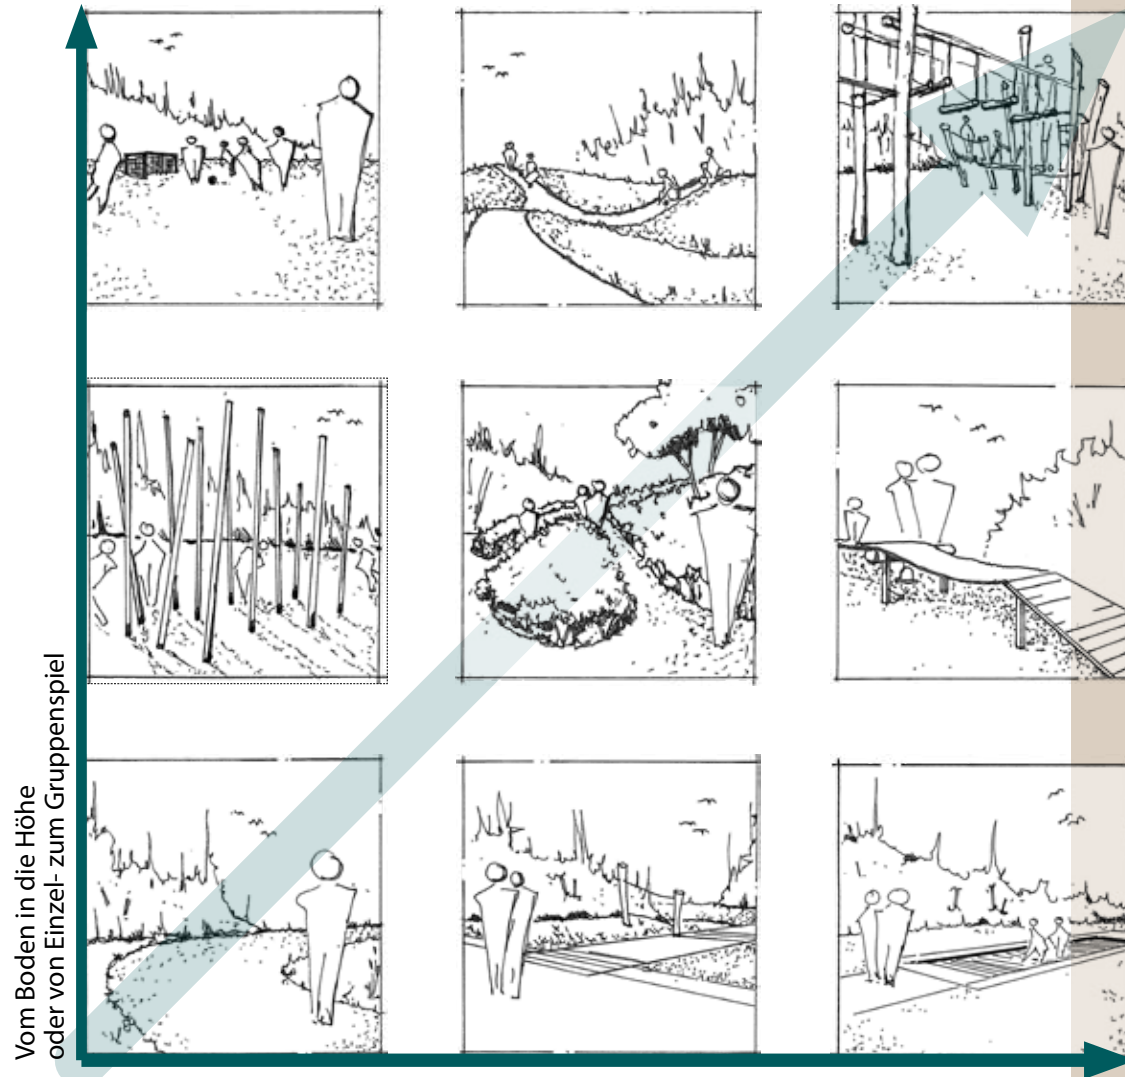 Vom Boden in die Höhe
oder von Einzel- zum Gruppenspiel